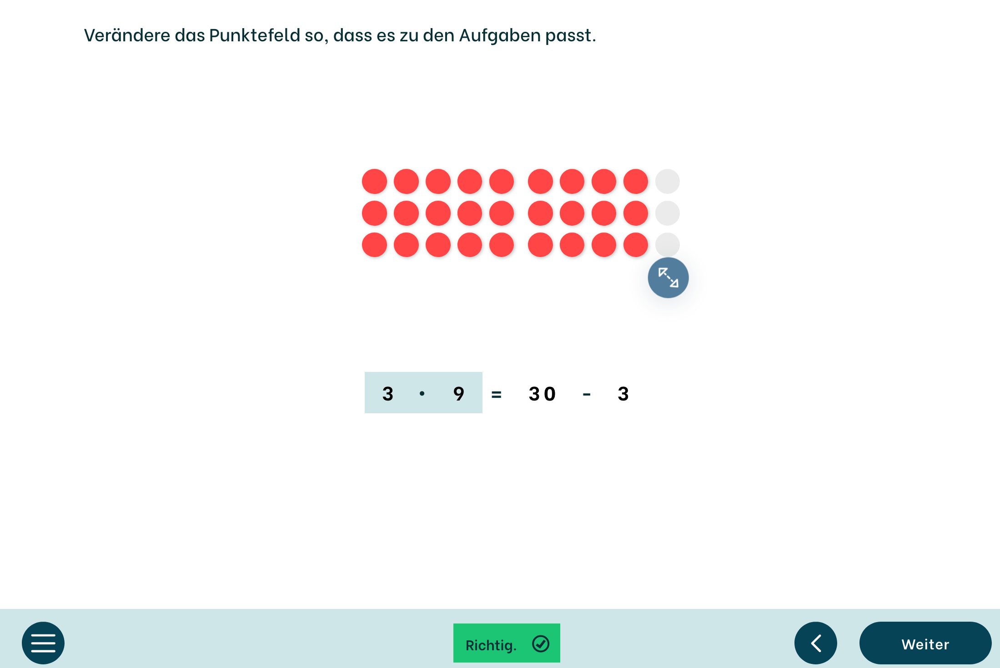 Verändere das Punktefeld so, dass es zu den Aufgaben passt.
3 · 9 = 30 - 3
Richtig.
Weiter